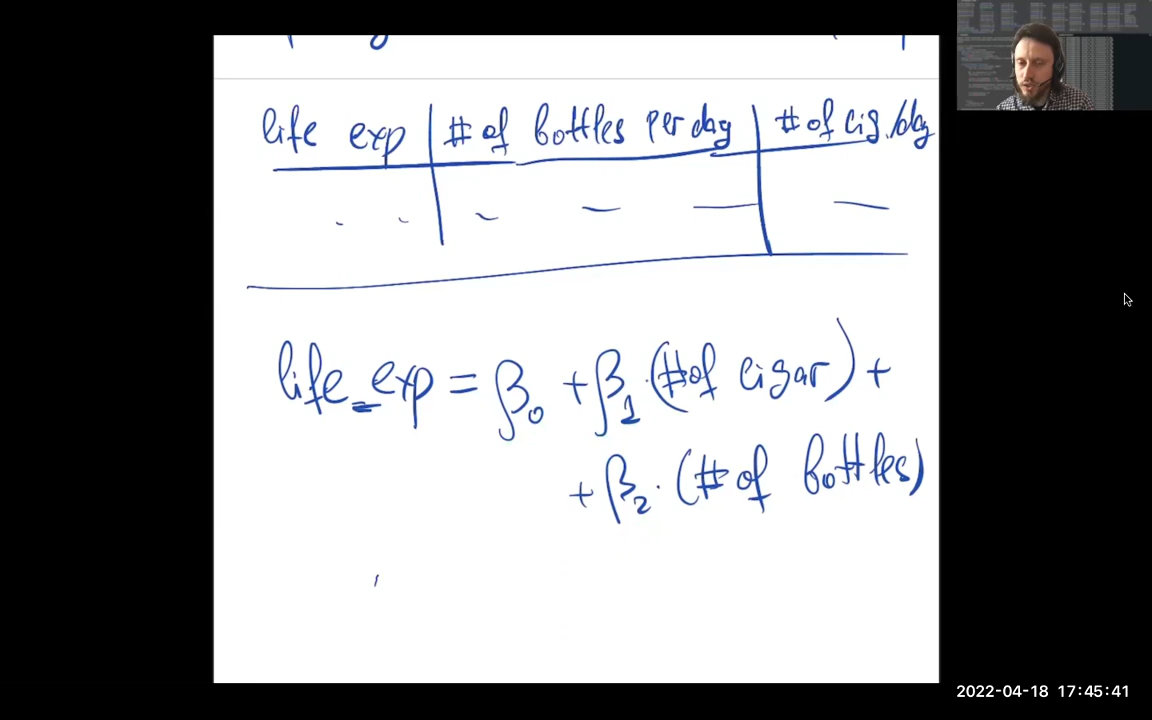 life exp | # of bottles per day | # of cig./day
life_exp = β₀ + β₁·(# of cigar) +
+ β₂·(# of bottles)
2022-04-18 17:45:41